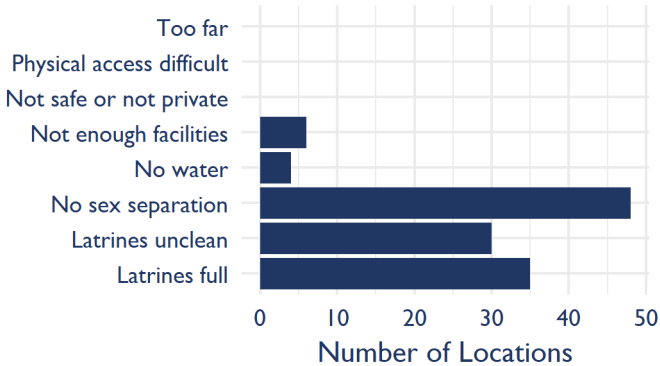 Too far
Physical access difficult
Not safe or not private
Not enough facilities
No water
No sex separation
Latrines unclean
Latrines full
0 10 20 30 40 50
Number of Locations